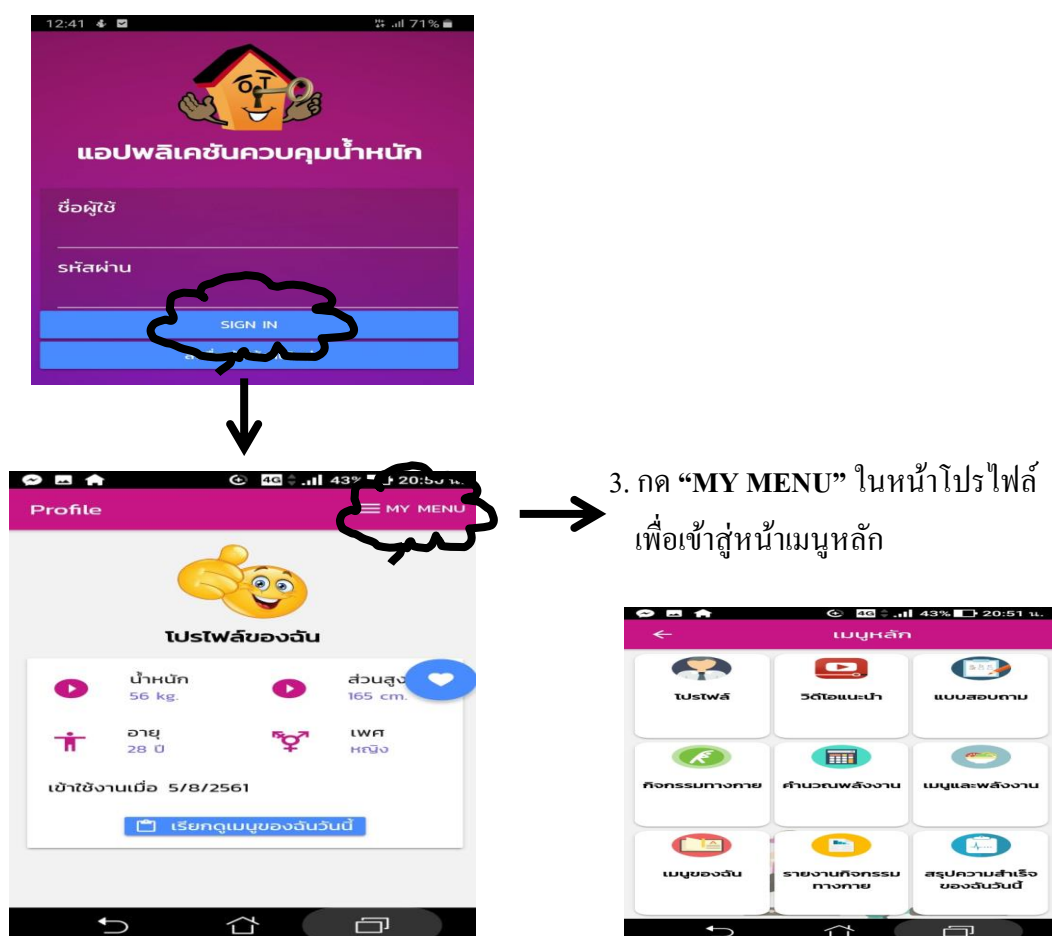 12:41 71%
OT
แอปพลิเคชันควบคุมน้ำหนัก
ชื่อผู้ใช้
รหัสผ่าน
SIGN IN
4G 43% 20:50 น.
Profile MY MENU
โปรไฟล์ของฉัน
น้ำหนัก ส่วนสูง
56 kg. 165 cm.
อายุ เพศ
28 ปี หญิง
เข้าใช้งานเมื่อ 5/8/2561
เรียกดูเมนูของฉันวันนี้
3. กด “MY MENU” ในหน้าโปรไฟล์
เพื่อเข้าสู่หน้าเมนูหลัก
4G 43% 20:51 น.
เมนูหลัก
โปรไฟล์ วิดีโอแนะนำ แบบสอบถาม
กิจกรรมทางกาย คำนวณพลังงาน เมนูและพลังงาน
เมนูของฉัน รายงานกิจกรรม สรุปความสำเร็จ
ทางกาย ของฉันวันนี้